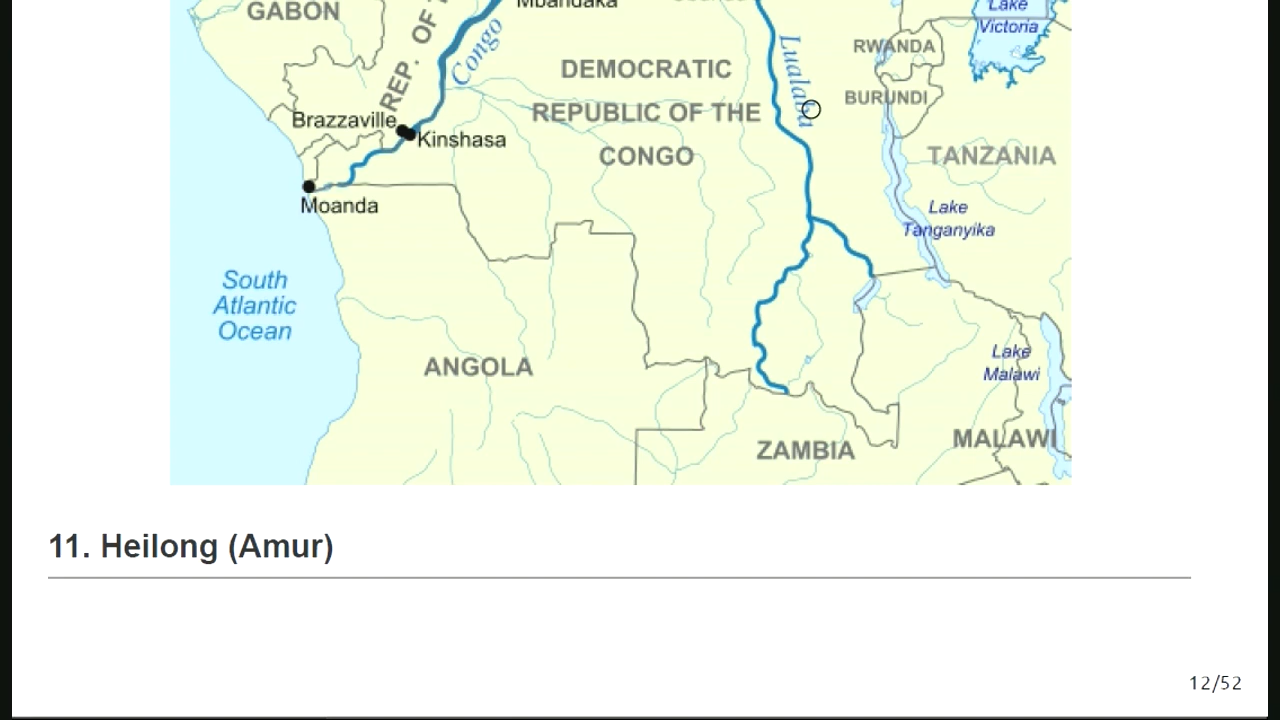 Mbandaka
Lake
Victoria
GABON
REP. OF
Congo
Lualaba
RWANDA
DEMOCRATIC
REPUBLIC OF THE
CONGO
BURUNDI
Brazzaville
Kinshasa
TANZANIA
Moanda
Lake
Tanganyika
South
Atlantic
Ocean
ANGOLA
Lake
Malawi
ZAMBIA
MALAWI
11. Heilong (Amur)
12/52